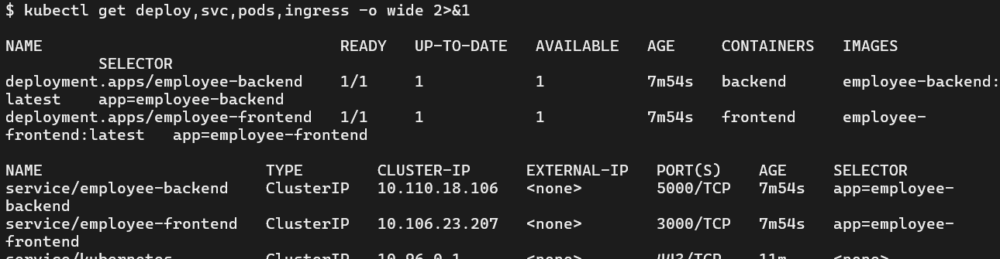 $ kubectl get deploy,svc,pods,ingress -o wide 2>&1
NAME                                READY   UP-TO-DATE   AVAILABLE   AGE     CONTAINERS   IMAGES
          SELECTOR
deployment.apps/employee-backend    1/1     1            1           7m54s   backend      employee-backend:
latest    app=employee-backend
deployment.apps/employee-frontend   1/1     1            1           7m54s   frontend     employee-
frontend:latest   app=employee-frontend
NAME                        TYPE        CLUSTER-IP      EXTERNAL-IP   PORT(S)    AGE     SELECTOR
service/employee-backend    ClusterIP   10.110.18.106   <none>        5000/TCP   7m54s   app=employee-
backend
service/employee-frontend   ClusterIP   10.106.23.207   <none>        3000/TCP   7m54s   app=employee-
frontend
service/kubernetes          ClusterIP   10.96.0.1       <none>        443/TCP    11m     <none>